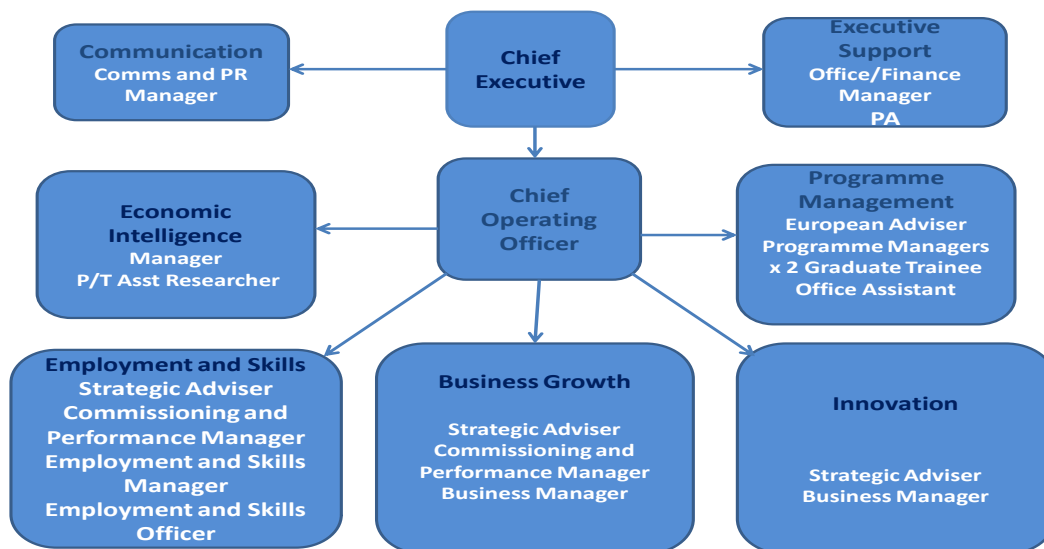 Communication
Comms and PR
Manager
Chief
Executive
Executive
Support
Office/Finance
Manager
PA
Economic
Intelligence
Manager
P/T Asst Researcher
Chief
Operating
Officer
Programme
Management
European Adviser
Programme Managers
x 2 Graduate Trainee
Office Assistant
Employment and Skills
Strategic Adviser
Commissioning and
Performance Manager
Employment and Skills
Manager
Employment and Skills
Officer
Business Growth
Strategic Adviser
Commissioning and
Performance Manager
Business Manager
Innovation
Strategic Adviser
Business Manager